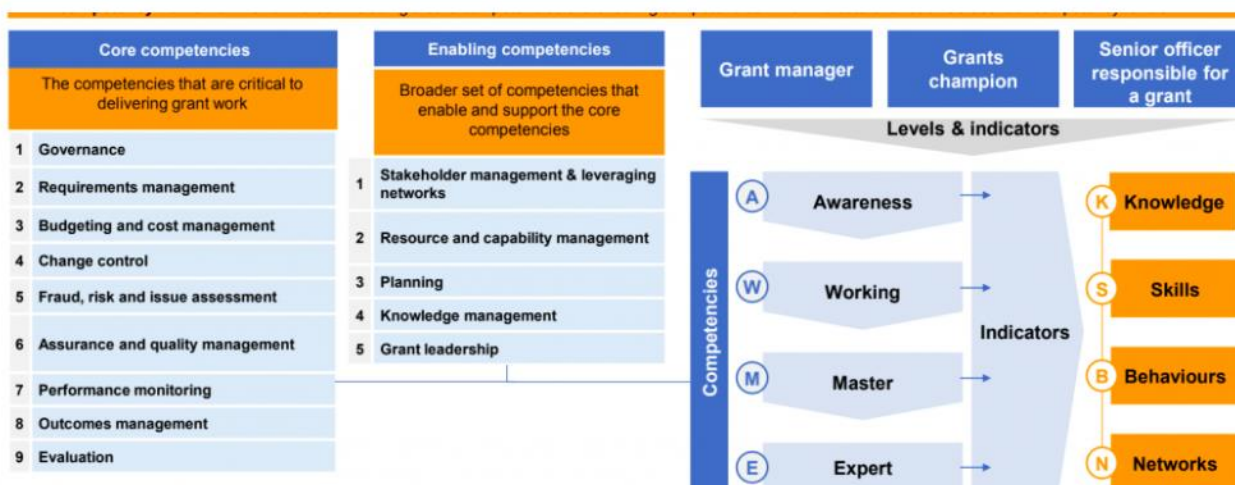 Core competencies
The competencies that are critical to
delivering grant work
1 Governance
2 Requirements management
3 Budgeting and cost management
4 Change control
5 Fraud, risk and issue assessment
6 Assurance and quality management
7 Performance monitoring
8 Outcomes management
9 Evaluation
Enabling competencies
Broader set of competencies that
enable and support the core
competencies
1 Stakeholder management & leveraging
networks
2 Resource and capability management
3 Planning
4 Knowledge management
5 Grant leadership
Grant manager
Grants
champion
Senior officer
responsible for
a grant
Levels & indicators
Competencies
A Awareness
W Working
M Master
E Expert
Indicators
K Knowledge
S Skills
B Behaviours
N Networks